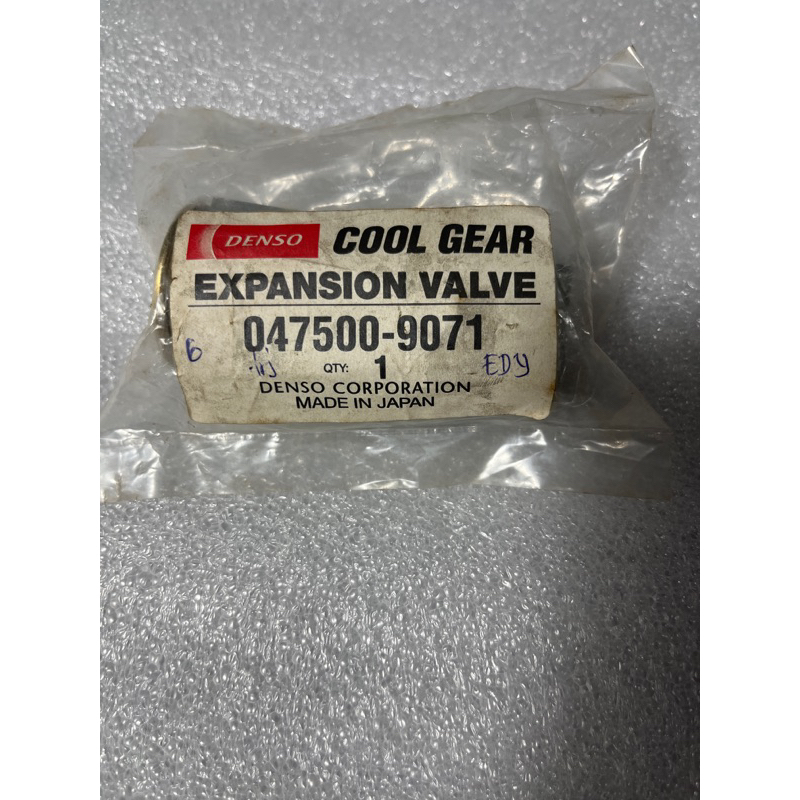 DENSO COOL GEAR
EXPANSION VALVE
047500-9071
6 QTY: 1 EDY
DENSO CORPORATION
MADE IN JAPAN